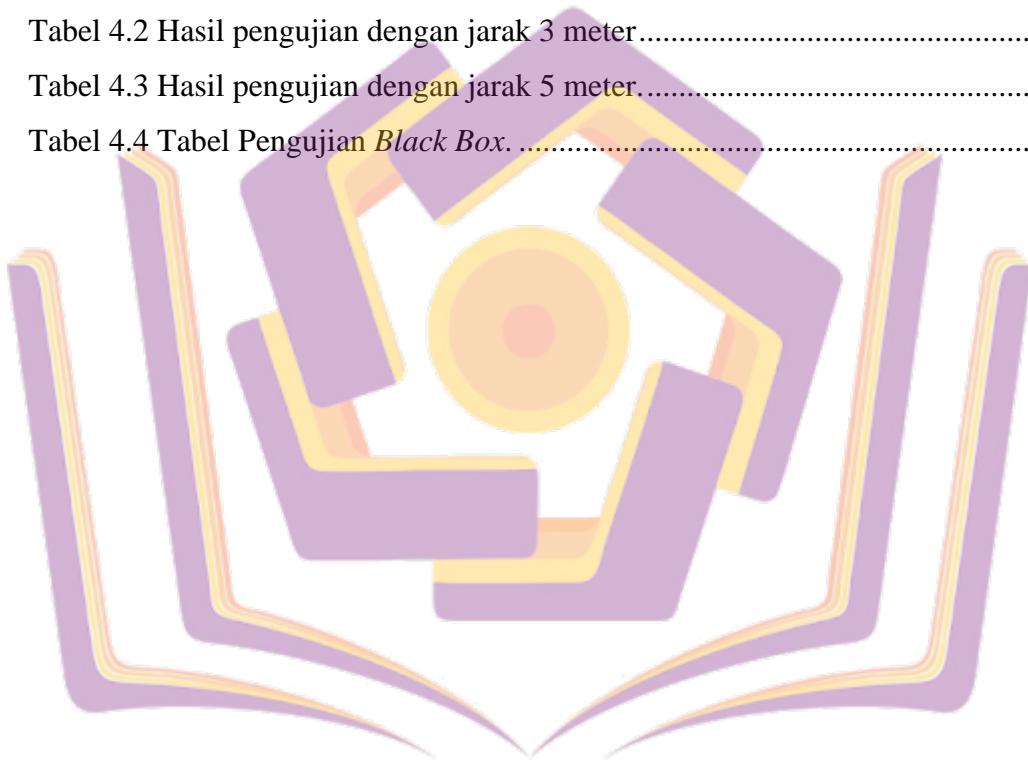 Tabel 4.2 Hasil pengujian dengan jarak 3 meter....................................................
Tabel 4.3 Hasil pengujian dengan jarak 5 meter....................................................
Tabel 4.4 Tabel Pengujian Black Box. ...................................................................